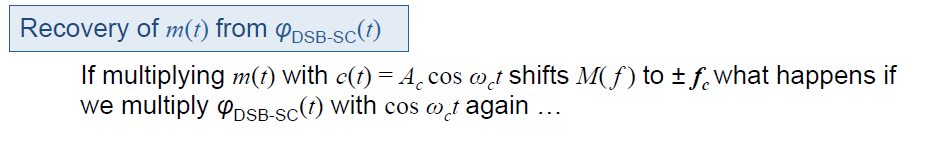 Recovery of m(t) from φDSB-SC(t)
If multiplying m(t) with c(t) = Ac cos ωct shifts M( f ) to ± fc what happens if
we multiply φDSB-SC(t) with cos ωct again …